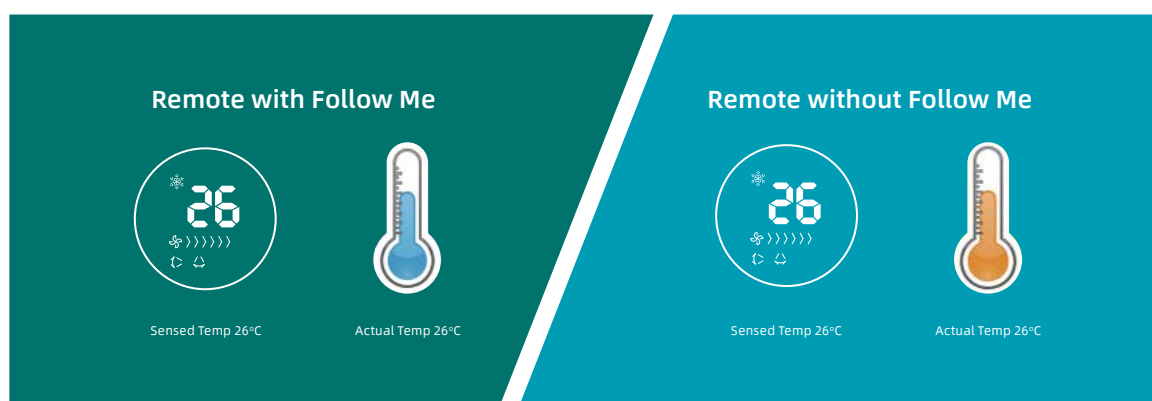 Remote with Follow Me
26
Sensed Temp 26°C
Actual Temp 26°C
Remote without Follow Me
26
Sensed Temp 26°C
Actual Temp 26°C